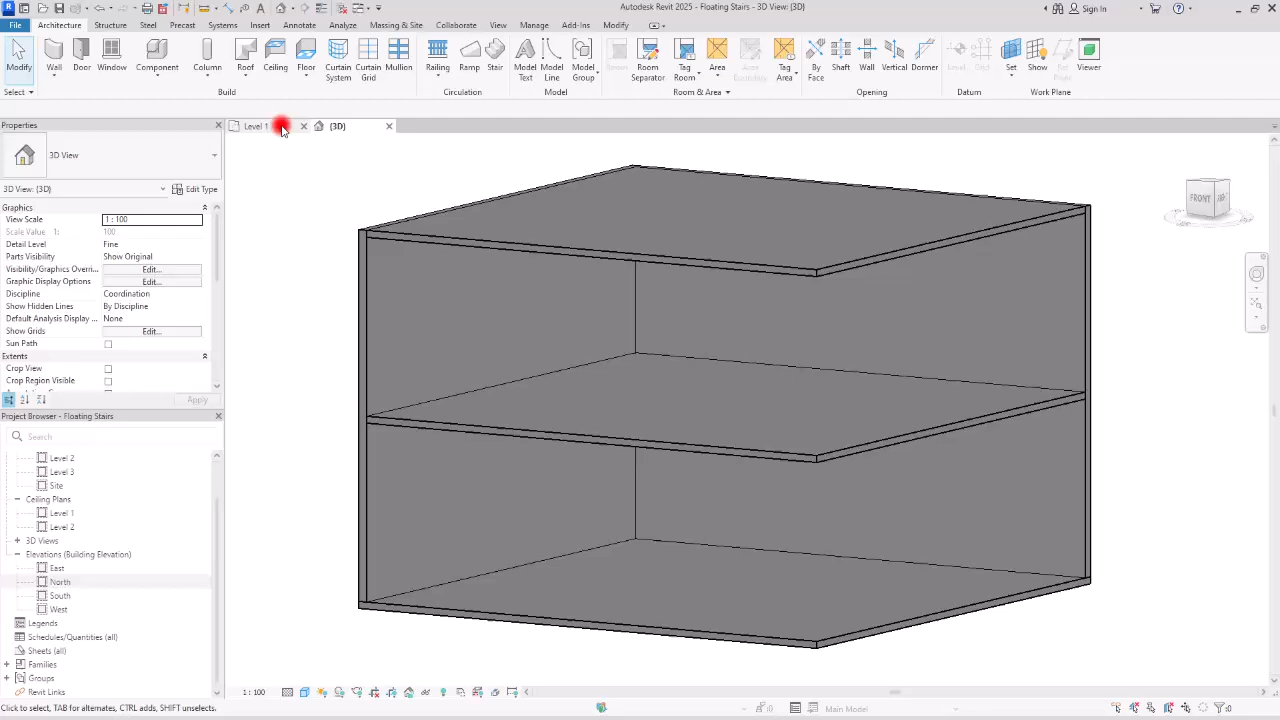 Autodesk Revit 2025 - Floating Stairs - 3D View: {3D}
Sign In
File Architecture Structure Steel Precast Systems Insert Annotate Analyze Massing & Site Collaborate View Manage Add-Ins Modify
Modify Wall Door Window Component Column Roof Ceiling Floor Curtain System Curtain Grid Mullion Railing Ramp Stair Model Text Model Line Model Group Room Room Separator Tag Room Area Area Boundary Tag Area By Face Shaft Wall Vertical Dormer Level Grid Set Show Ref Plane Viewer
Select Build Circulation Model Room & Area Opening Datum Work Plane
Properties
Level 1 {3D}
3D View
3D View: {3D} Edit Type
Graphics
View Scale 1 : 100
Scale Value 1: 100
Detail Level Fine
Parts Visibility Show Original
Visibility/Graphics Overri... Edit...
Graphic Display Options Edit...
Discipline Coordination
Show Hidden Lines By Discipline
Default Analysis Display ... None
Show Grids Edit...
Sun Path
Extents
Crop View
Crop Region Visible
Apply
FRONT
Project Browser - Floating Stairs
Search
Level 2
Level 3
Site
Ceiling Plans
Level 1
Level 2
3D Views
Elevations (Building Elevation)
East
North
South
West
Legends
Schedules/Quantities (all)
Sheets (all)
Families
Groups
Revit Links
1 : 100
Click to select, TAB for alternates, CTRL adds, SHIFT unselects.
:0
Main Model
:0